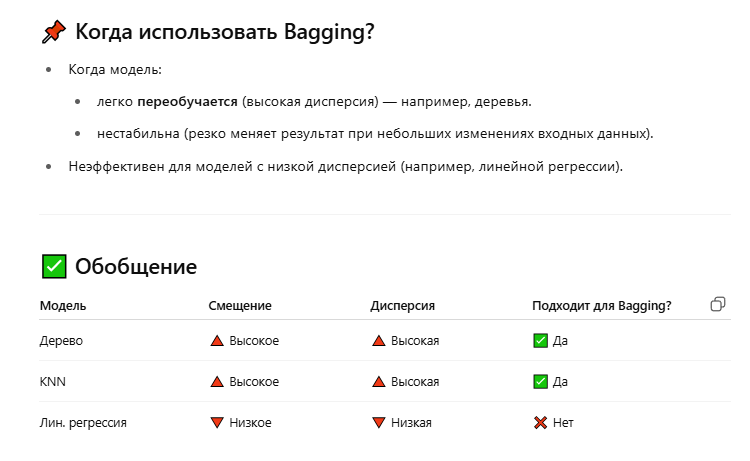 Когда использовать Bagging?
Когда модель:
легко переобучается (высокая дисперсия) — например, деревья.
нестабильна (резко меняет результат при небольших изменениях входных данных).
Неэффективен для моделей с низкой дисперсией (например, линейной регрессии).
Обобщение
Модель Смещение Дисперсия Подходит для Bagging?
Дерево 🔺 Высокое 🔺 Высокая ✅ Да
KNN 🔺 Высокое 🔺 Высокая ✅ Да
Лин. регрессия 🔻 Низкое 🔻 Низкая ❌ Нет